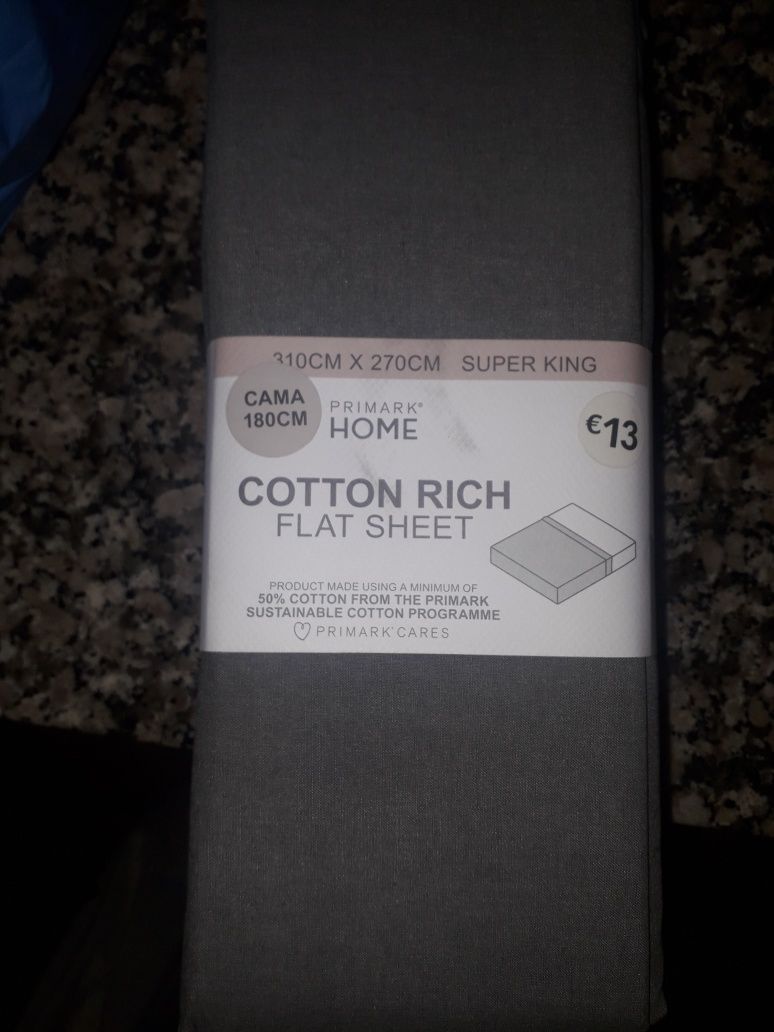 310CM X 270CM SUPER KING
CAMA
180CM
PRIMARK®
HOME
€13
COTTON RICH
FLAT SHEET
PRODUCT MADE USING A MINIMUM OF
50% COTTON FROM THE PRIMARK
SUSTAINABLE COTTON PROGRAMME
PRIMARK CARES